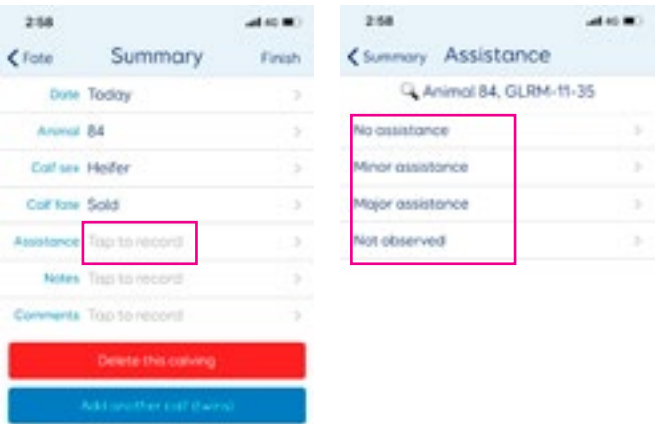 2:58
4G
Fate
Summary
Finish
Date Today
Animal 84
Calf sex Heifer
Calf fate Sold
Assistance Tap to record
Notes Tap to record
Comments Tap to record
Delete this calving
Add another calf (twins)
2:58
4G
Summary
Assistance
Animal 84, GLRM-11-35
No assistance
Minor assistance
Major assistance
Not observed